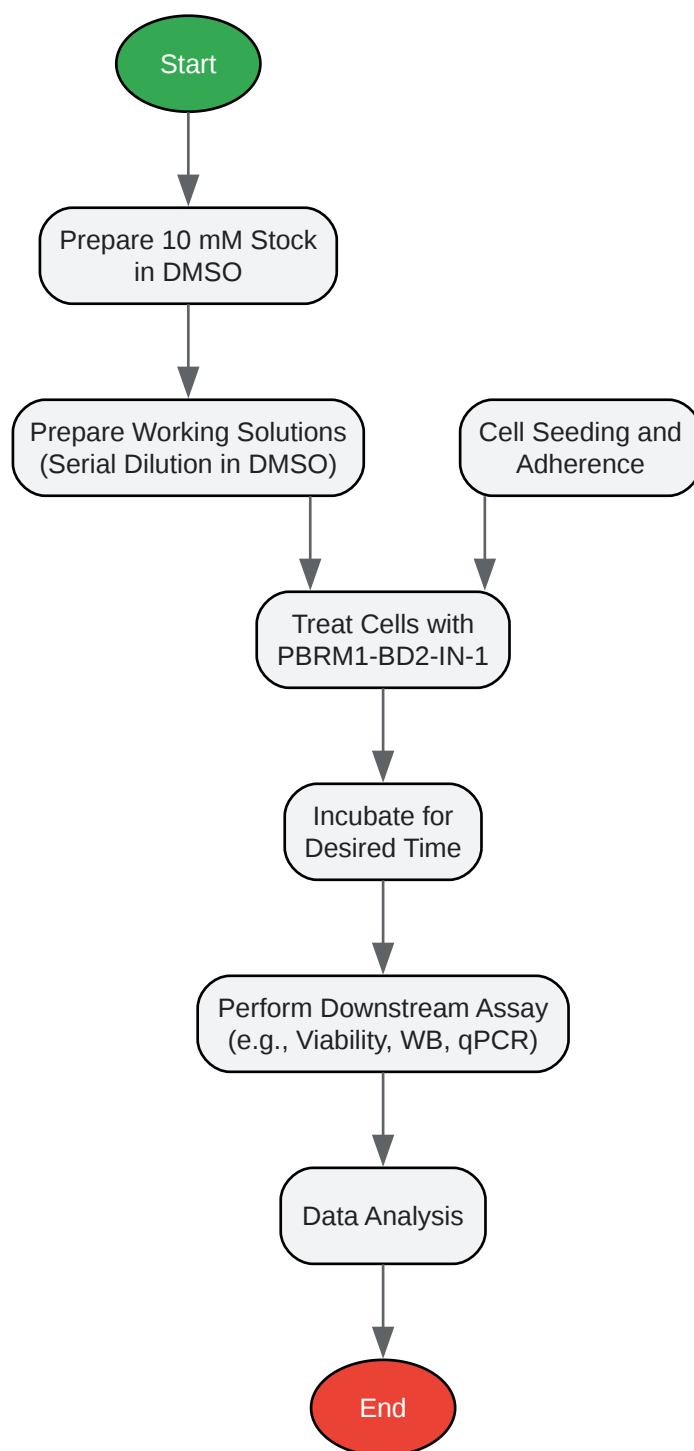 Start
Prepare 10 mM Stock
in DMSO
Prepare Working Solutions
(Serial Dilution in DMSO)
Cell Seeding and
Adherence
Treat Cells with
PBRM1-BD2-IN-1
Incubate for
Desired Time
Perform Downstream Assay
(e.g., Viability, WB, qPCR)
Data Analysis
End